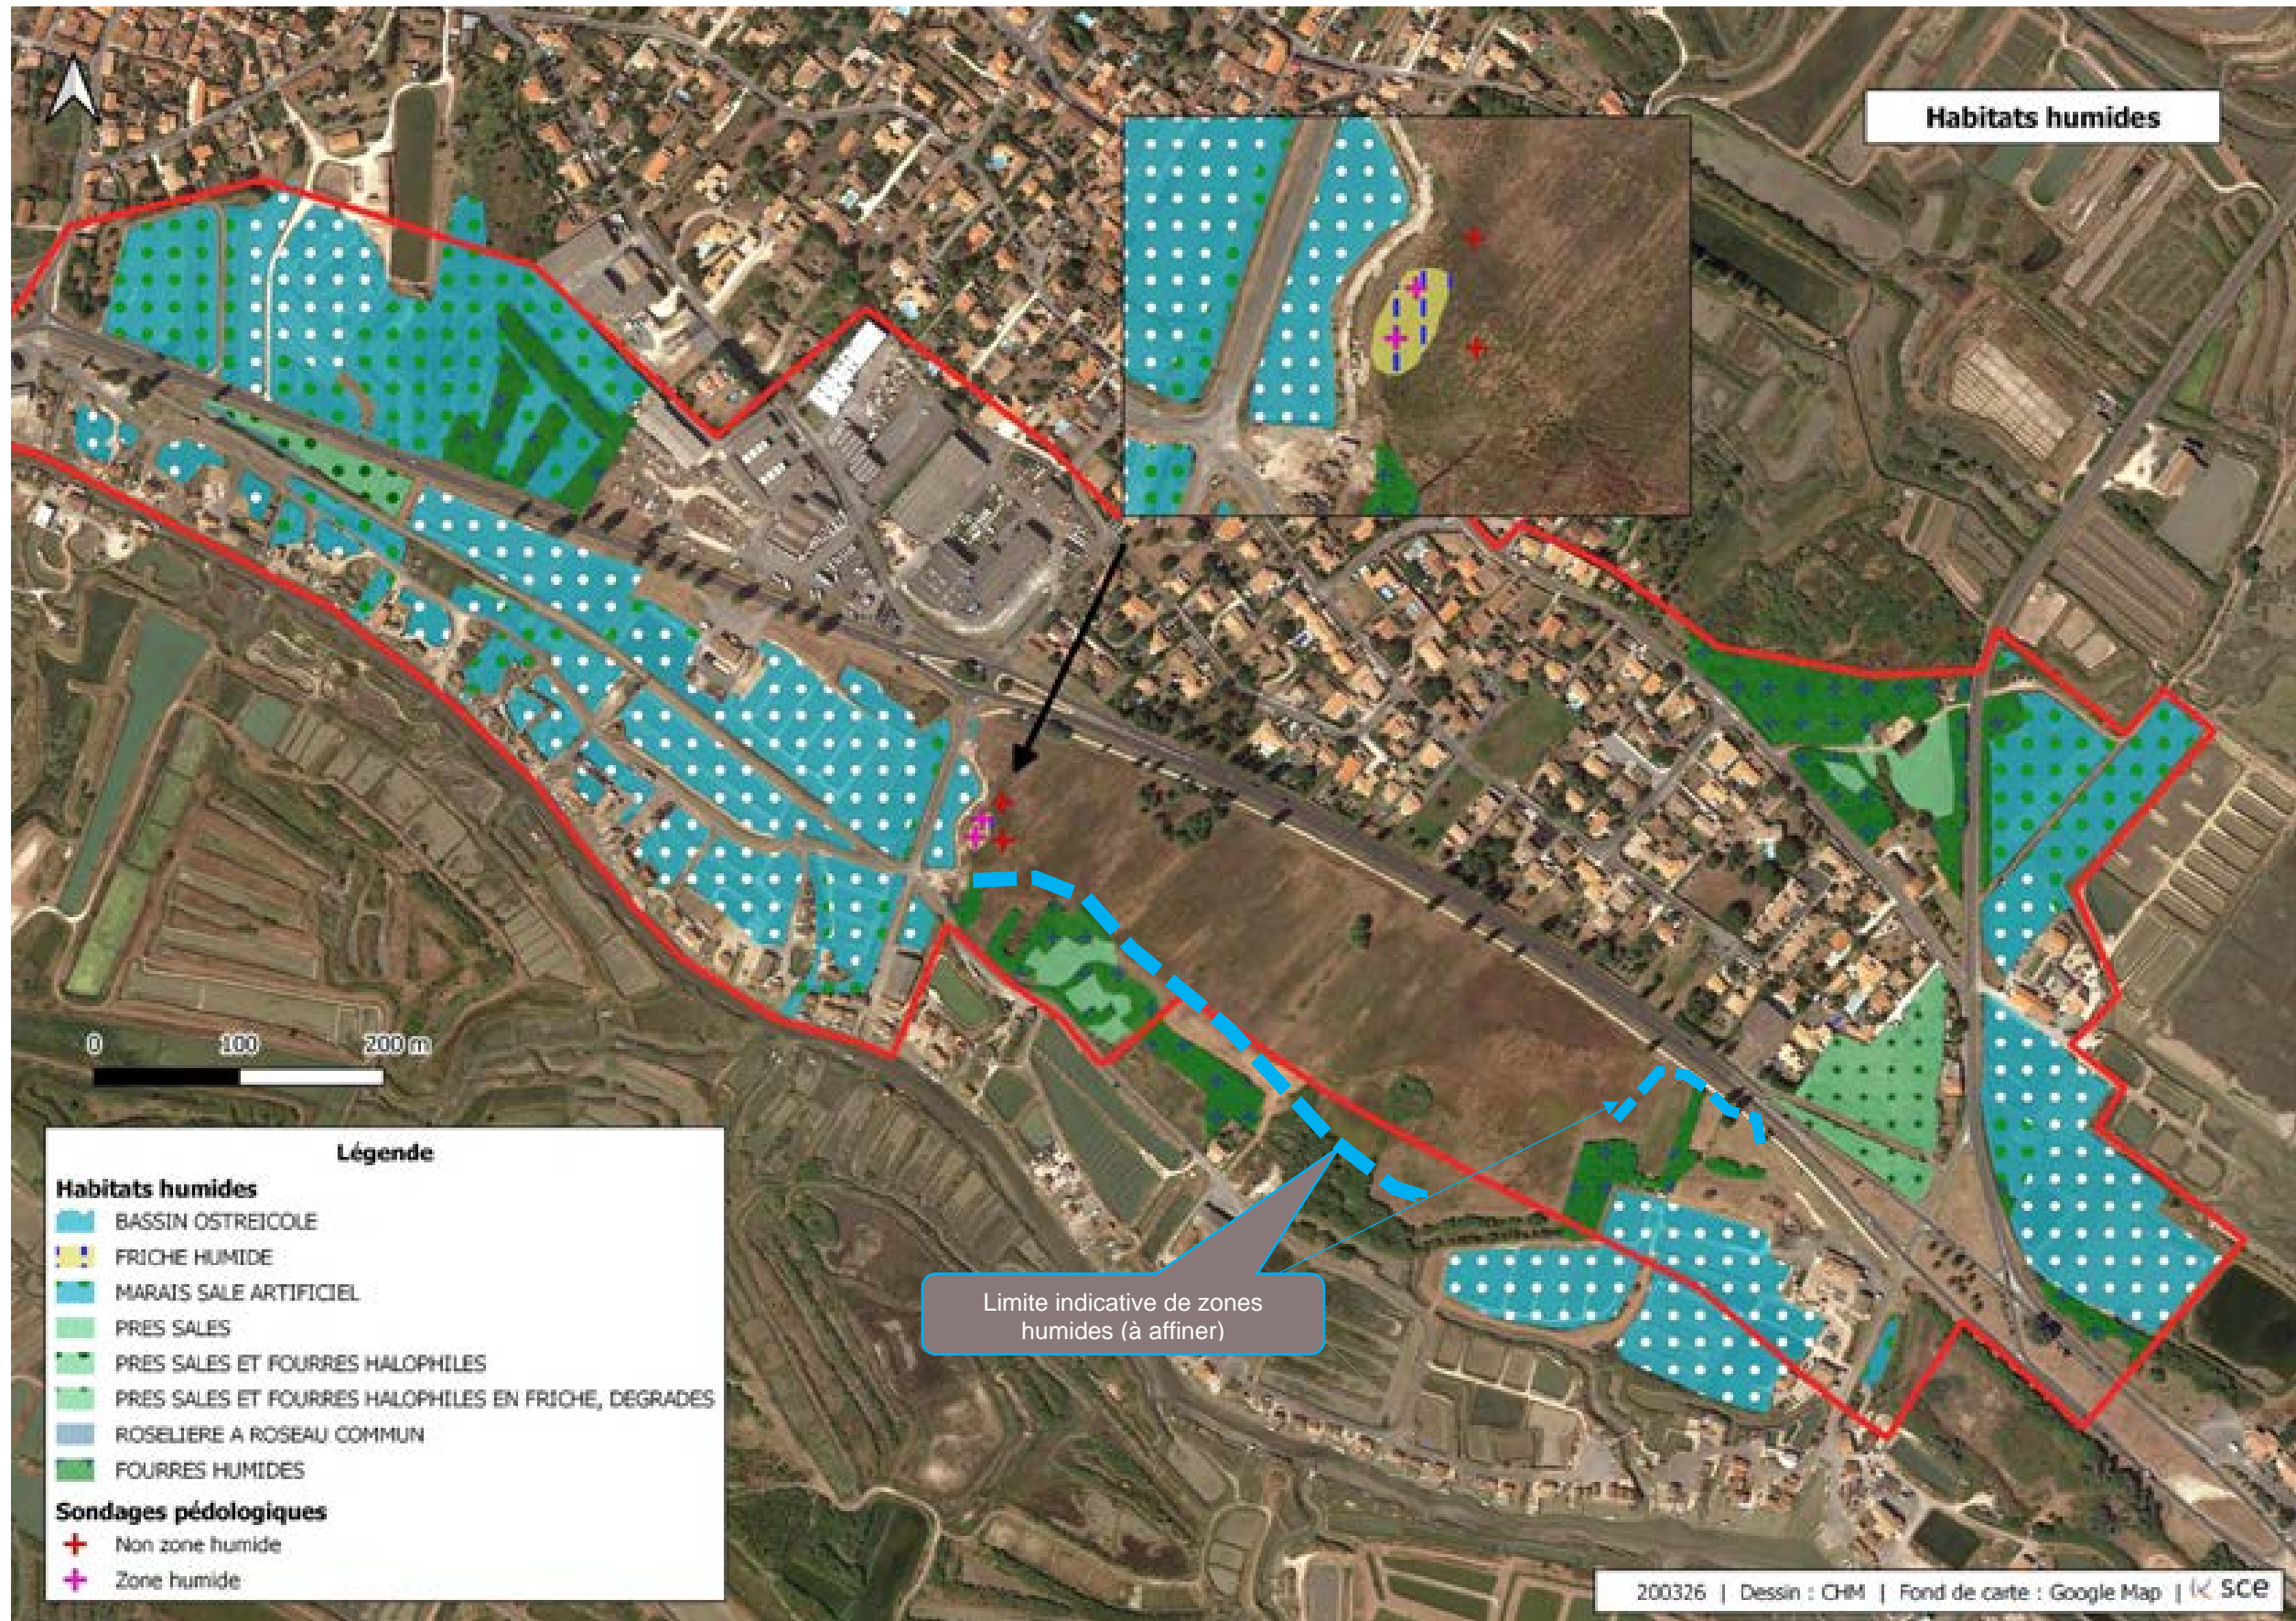 Habitats humides
0 100 200 m
Légende
Habitats humides
BASSIN OSTREICOLE
FRICHE HUMIDE
MARAIS SALE ARTIFICIEL
PRES SALES
PRES SALES ET FOURRES HALOPHILES
PRES SALES ET FOURRES HALOPHILES EN FRICHE, DEGRADES
ROSELIERE A ROSEAU COMMUN
FOURRES HUMIDES
Sondages pédologiques
Non zone humide
Zone humide
Limite indicative de zones
humides (à affiner)
200326 | Dessin : CHM | Fond de carte : Google Map | sce